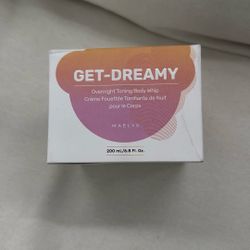 GET-DREAMY
Overnight Toning Body Whip
Crème Fouettée Tonifiante de Nuit
pour le Corps
MAËLYS
200 mL/6.8 Fl. Oz.